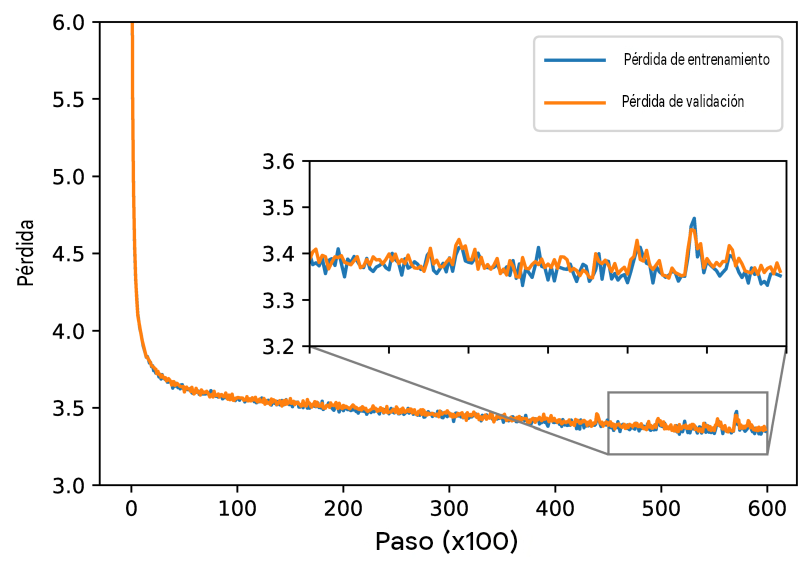 6.0
5.5
5.0
4.5
4.0
3.5
3.0
Pérdida
Pérdida de entrenamiento
Pérdida de validación
3.6
3.5
3.4
3.3
3.2
0 100 200 300 400 500 600
Paso (x100)